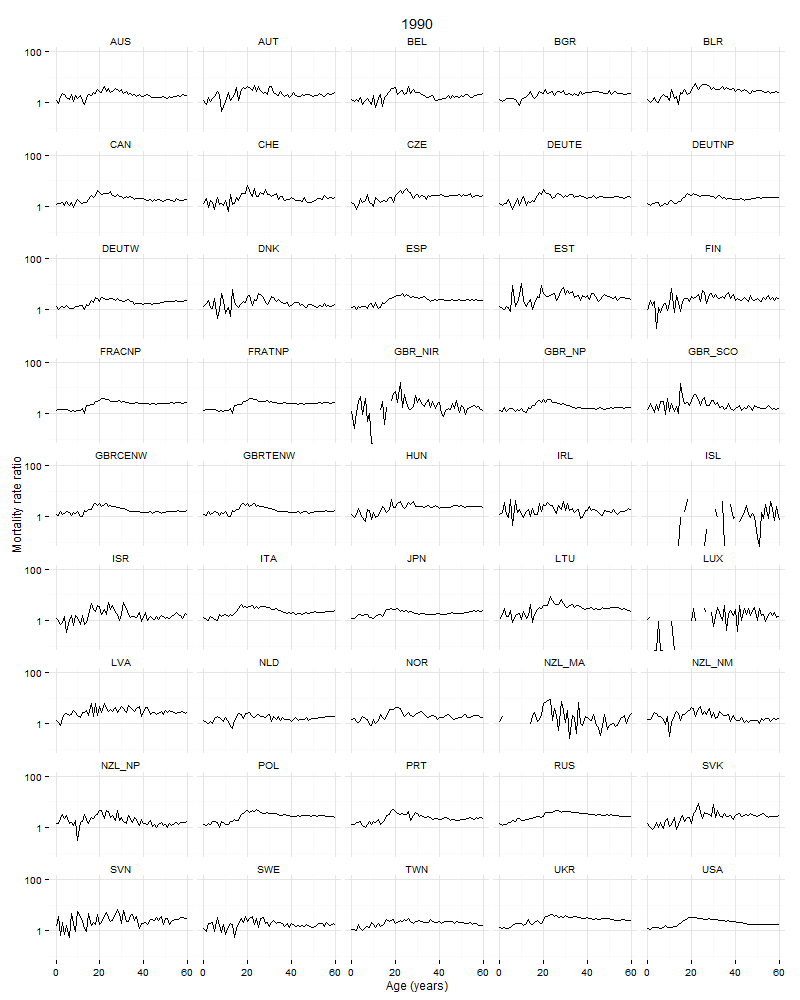 1990
AUS AUT BEL BGR BLR
100
1
CAN CHE CZE DEUTE DEUTNP
100
1
DEUTW DNK ESP EST FIN
100
1
FRACNP FRATNP GBR_NIR GBR_NP GBR_SCO
100
1
GBRCENW GBRTENW HUN IRL ISL
100
1
Mortality rate ratio
ISR ITA JPN LTU LUX
100
1
LVA NLD NOR NZL_MA NZL_NM
100
1
NZL_NP POL PRT RUS SVK
100
1
SVN SWE TWN UKR USA
100
1
0 20 40 60 0 20 40 60 0 20 40 60 0 20 40 60 0 20 40 60
Age (years)